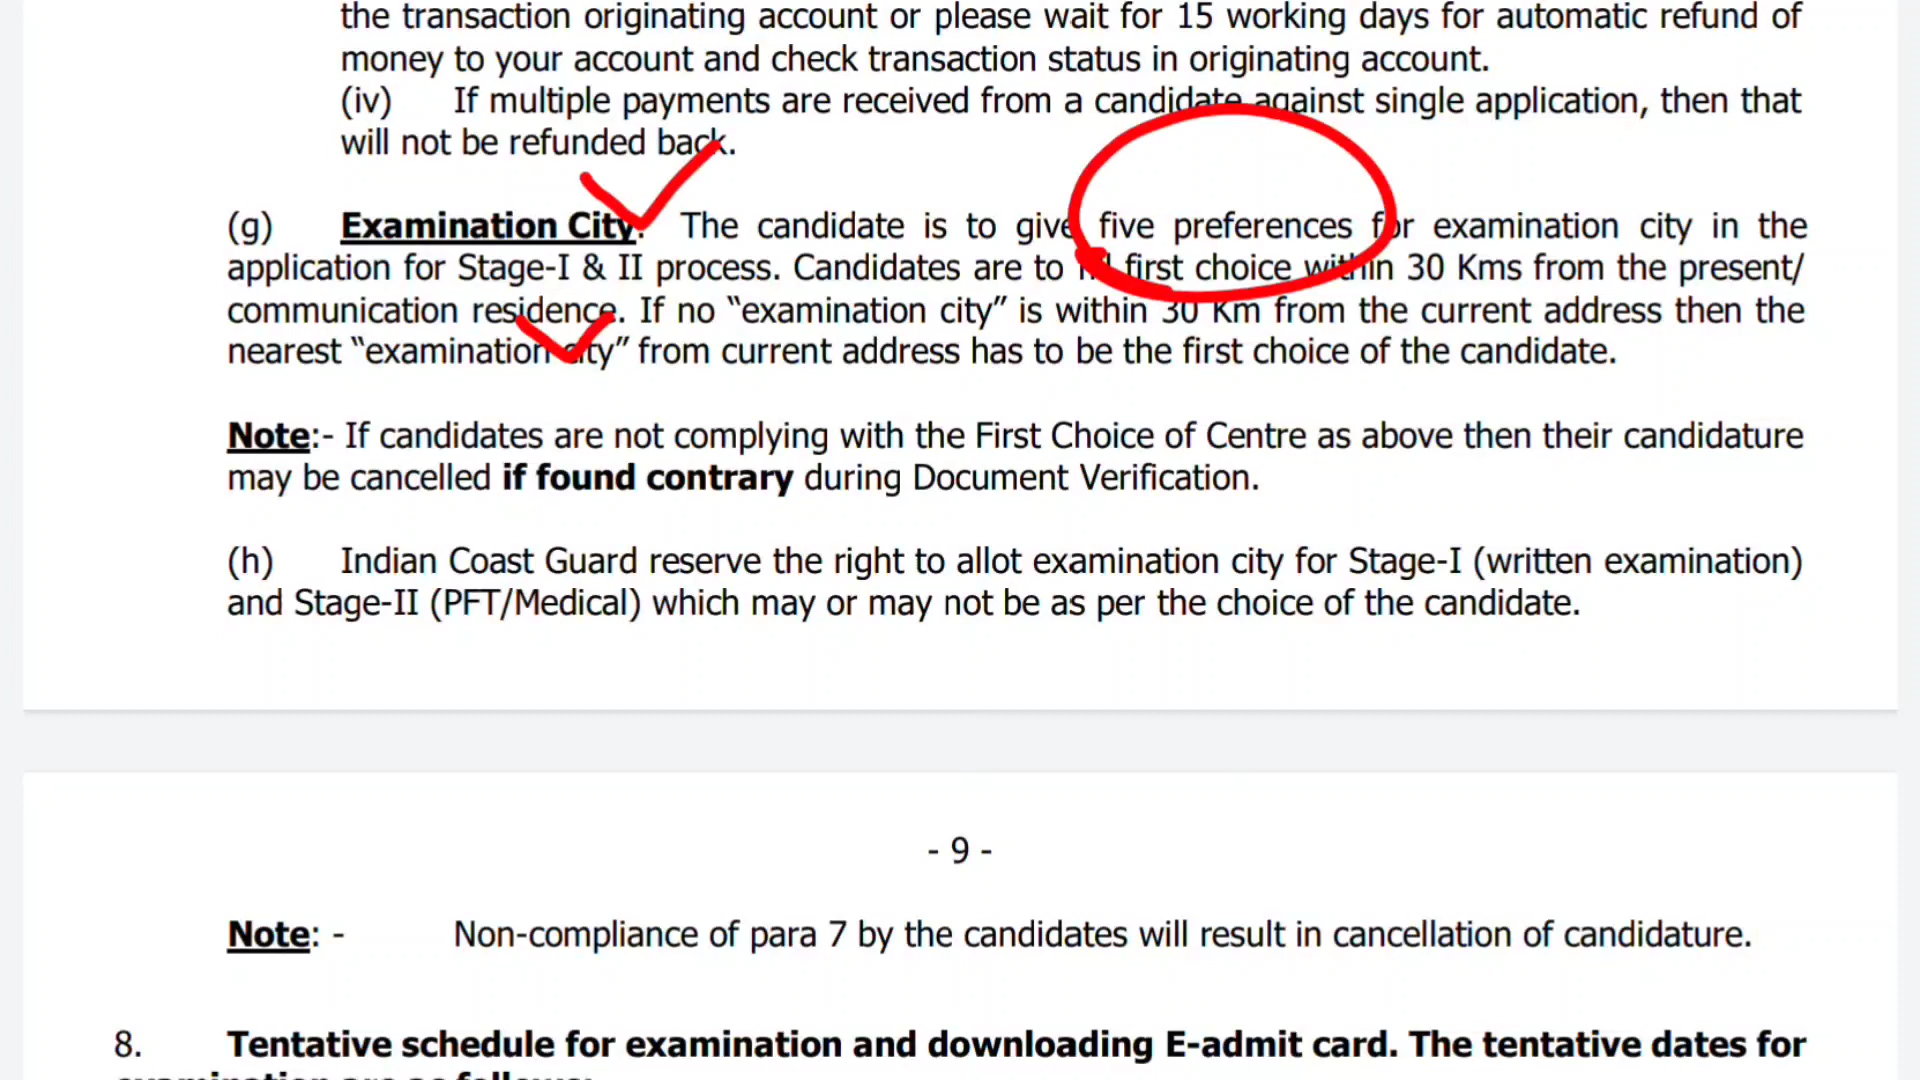 the transaction originating account or please wait for 15 working days for automatic refund of
money to your account and check transaction status in originating account.
(iv) If multiple payments are received from a candidate against single application, then that
will not be refunded back.
(g) Examination City. The candidate is to give five preferences for examination city in the
application for Stage-I & II process. Candidates are to first choice within 30 Kms from the present/
communication residence. If no “examination city” is within 30 Km from the current address then the
nearest “examination city” from current address has to be the first choice of the candidate.
Note:- If candidates are not complying with the First Choice of Centre as above then their candidature
may be cancelled if found contrary during Document Verification.
(h) Indian Coast Guard reserve the right to allot examination city for Stage-I (written examination)
and Stage-II (PFT/Medical) which may or may not be as per the choice of the candidate.
- 9 -
Note: - Non-compliance of para 7 by the candidates will result in cancellation of candidature.
8. Tentative schedule for examination and downloading E-admit card. The tentative dates for
examination are as follows: